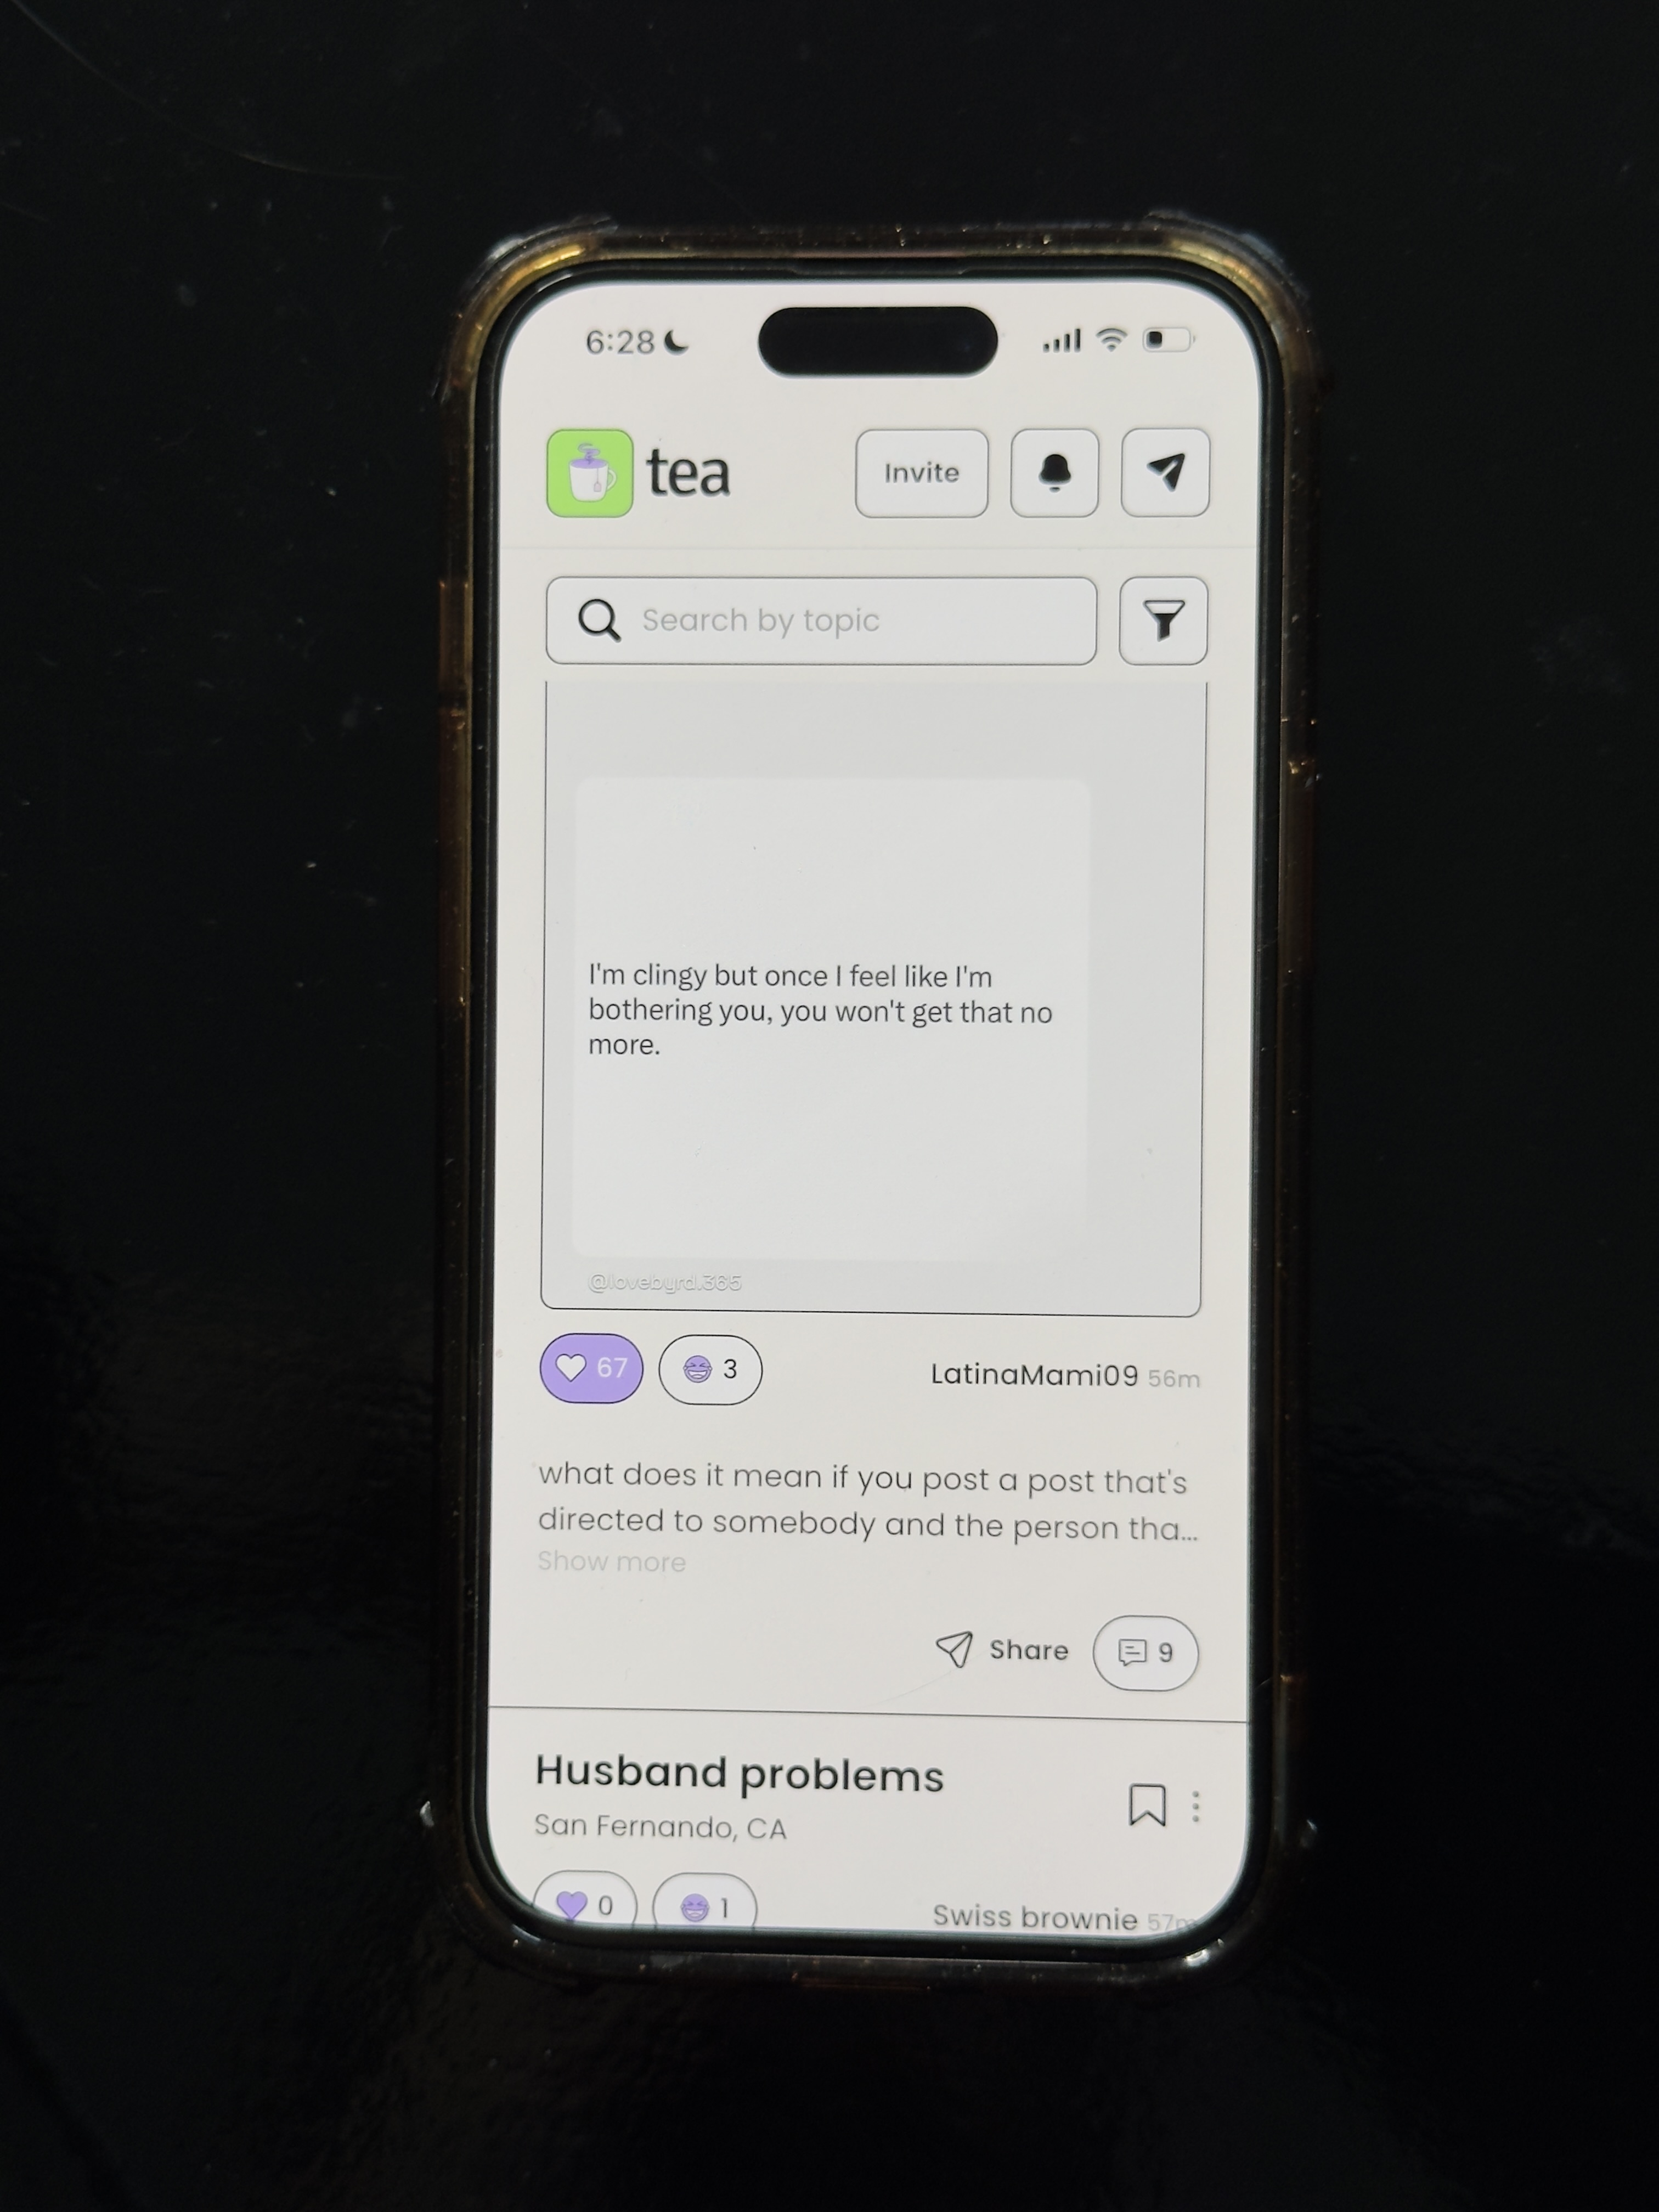 6:28
tea
Invite
Search by topic
I'm clingy but once I feel like I'm
bothering you, you won't get that no
more.
@lovebyrd.365
67
3
LatinaMami09 56m
what does it mean if you post a post that's
directed to somebody and the person tha...
Show more
Share
9
Husband problems
San Fernando, CA
0
1
Swiss brownie 57m